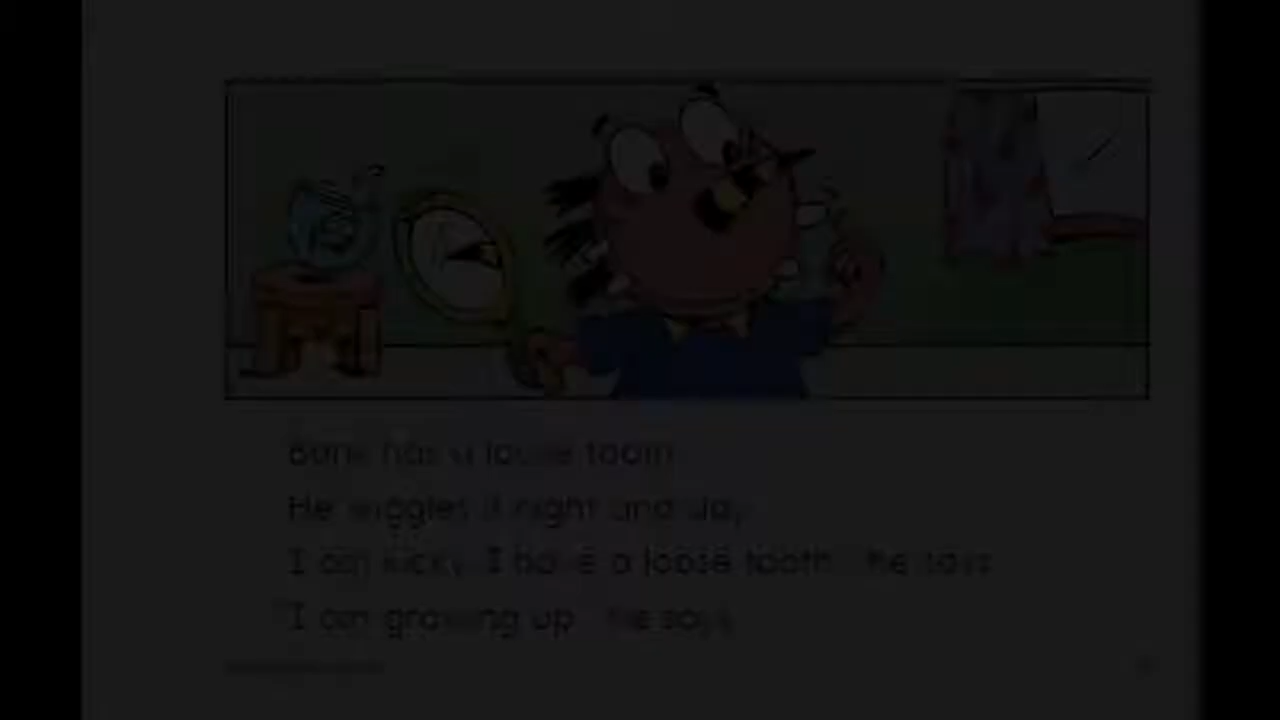 has a loose tooth
He wiggles it night and day
I am lucky I have a loose tooth he says
I am growing up he says